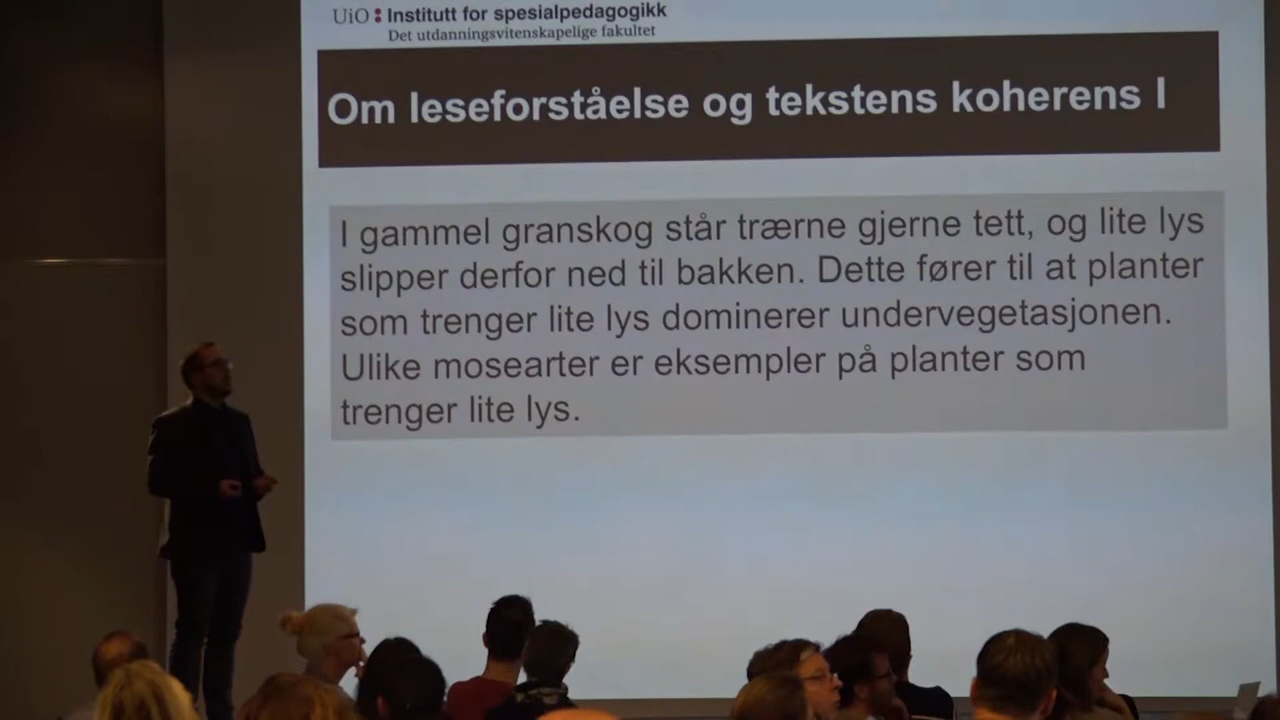 UiO : Institutt for spesialpedagogikk
Det utdanningsvitenskapelige fakultet
Om leseforståelse og tekstens koherens I
I gammel granskog står trærne gjerne tett, og lite lys
slipper derfor ned til bakken. Dette fører til at planter
som trenger lite lys dominerer undervegetasjonen.
Ulike mosearter er eksempler på planter som
trenger lite lys.